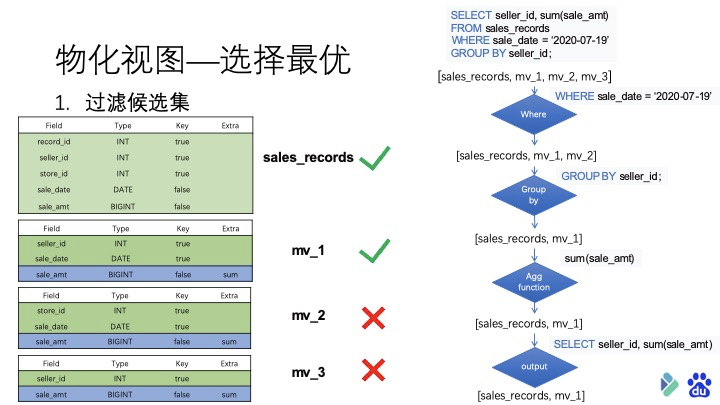 物化视图—选择最优
1. 过滤候选集
Field Type Key Extra
record_id INT true
seller_id INT true
store_id INT true
sale_date DATE false
sale_amt BIGINT false
sales_records
Field Type Key Extra
seller_id INT true
sale_date DATE true
sale_amt BIGINT false sum
mv_1
Field Type Key Extra
store_id INT true
sale_date DATE true
sale_amt BIGINT false sum
mv_2
Field Type Key Extra
seller_id INT true
sale_amt BIGINT false sum
mv_3
SELECT seller_id, sum(sale_amt)
FROM sales_records
WHERE sale_date = ‘2020-07-19’
GROUP BY seller_id;
[sales_records, mv_1, mv_2, mv_3]
WHERE sale_date = ‘2020-07-19’
Where
[sales_records, mv_1, mv_2]
GROUP BY seller_id;
Group
by
[sales_records, mv_1]
sum(sale_amt)
Agg
function
[sales_records, mv_1]
SELECT seller_id, sum(sale_amt)
output
[sales_records, mv_1]
du